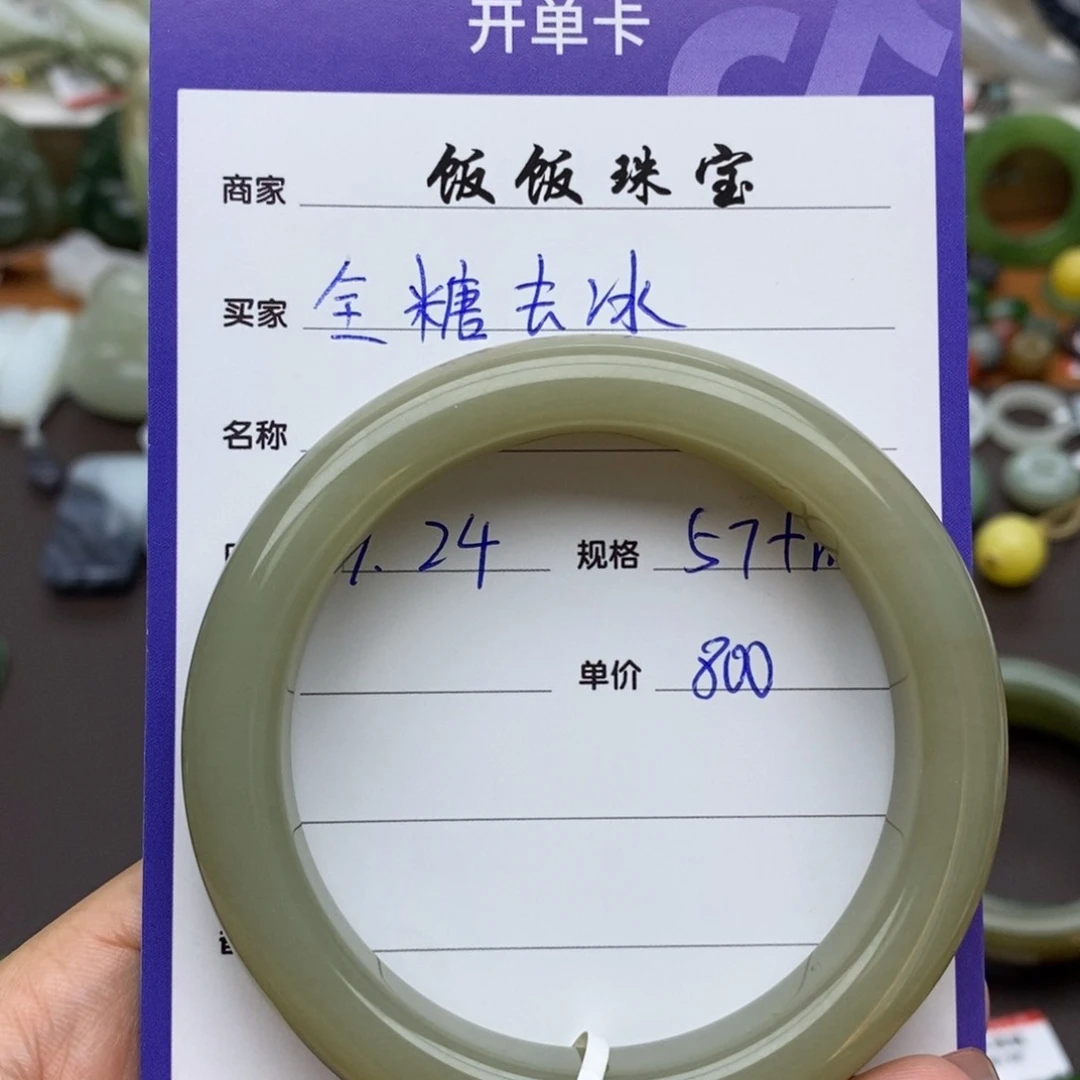 开单卡
商家 饭饭珠宝
买家 全糖去冰
名称
1.24 规格 57+m
单价 800